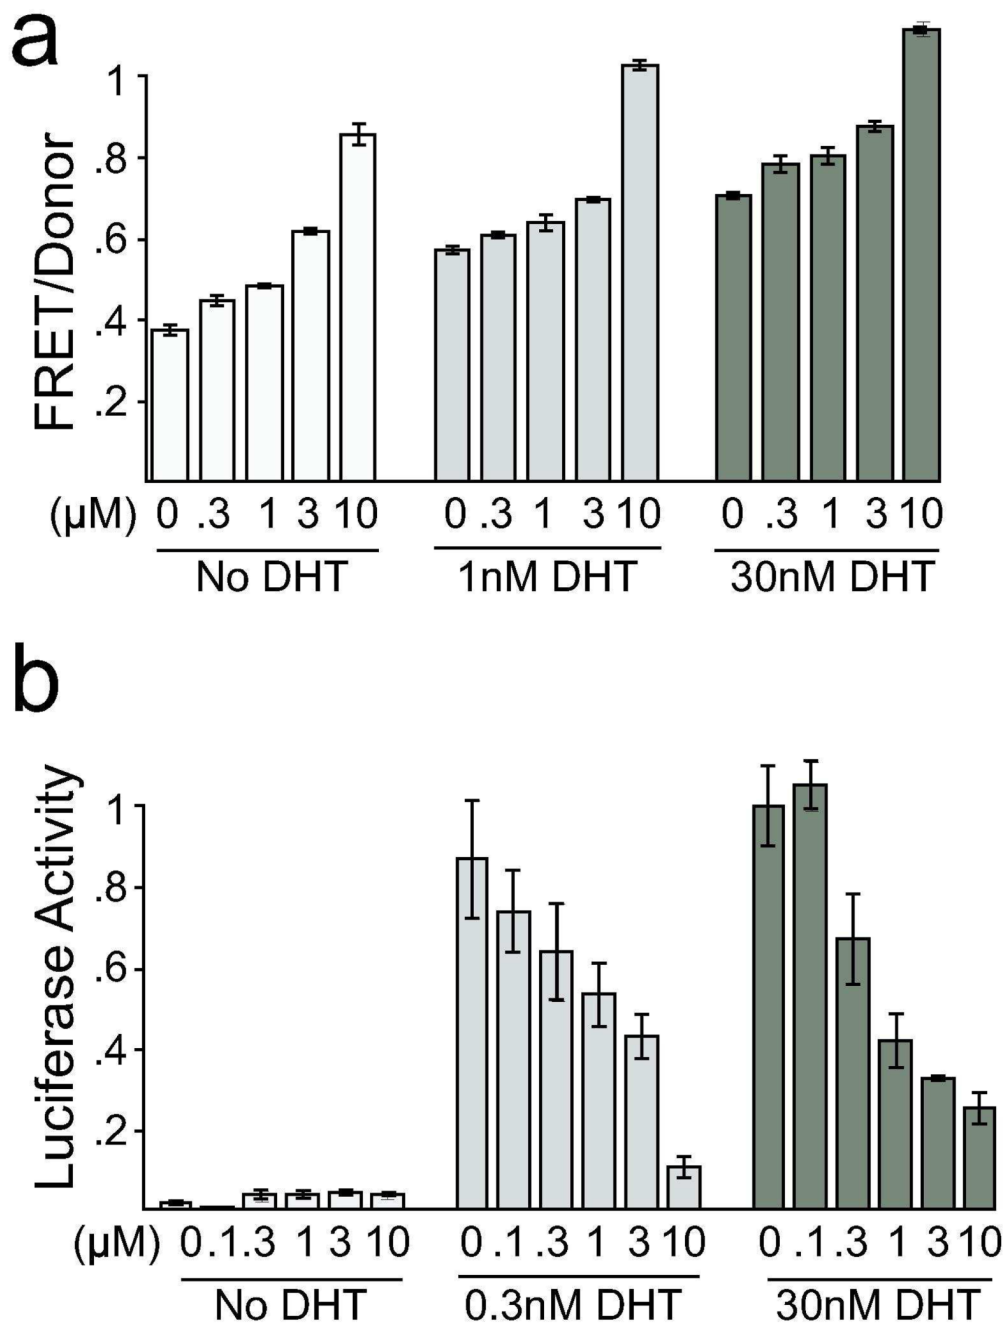 a
FRET/Donor
1
.8
.6
.4
.2
(µM) 0 .3 1 3 10 0 .3 1 3 10 0 .3 1 3 10
No DHT 1nM DHT 30nM DHT
b
Luciferase Activity
1
.8
.6
.4
.2
(µM) 0 .1 .3 1 3 10 0 .1 .3 1 3 10 0 .1 .3 1 3 10
No DHT 0.3nM DHT 30nM DHT